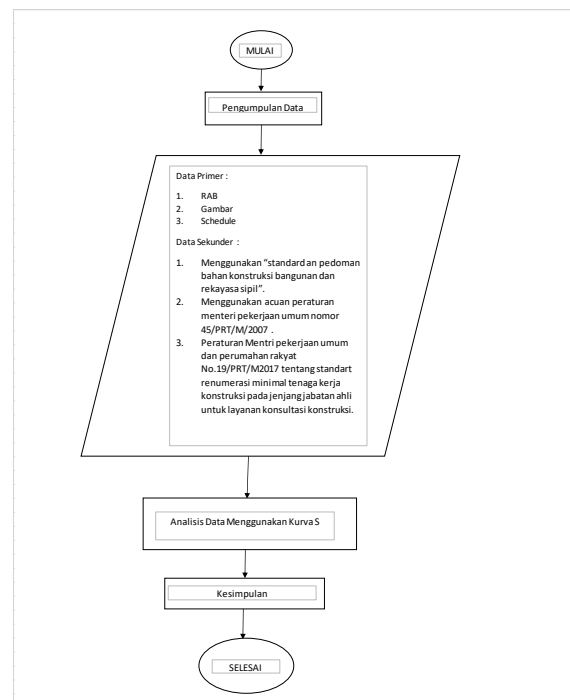 MULAI
Pengumpulan Data
Data Primer :
1. RAB
2. Gambar
3. Schedule
Data Sekunder :
1. Menggunakan “standard an pedoman
bahan konstruksi bangunan dan
rekayasa sipil”.
2. Menggunakan acuan peraturan
menteri pekerjaan umum nomor
45/PRT/M/2007 .
3. Peraturan Mentri pekerjaan umum
dan perumahan rakyat
No.19/PRT/M2017 tentang standart
renumerasi minimal tenaga kerja
konstruksi pada jenjang jabatan ahli
untuk layanan konsultasi konstruksi.
Analisis Data Menggunakan Kurva S
Kesimpulan
SELESAI